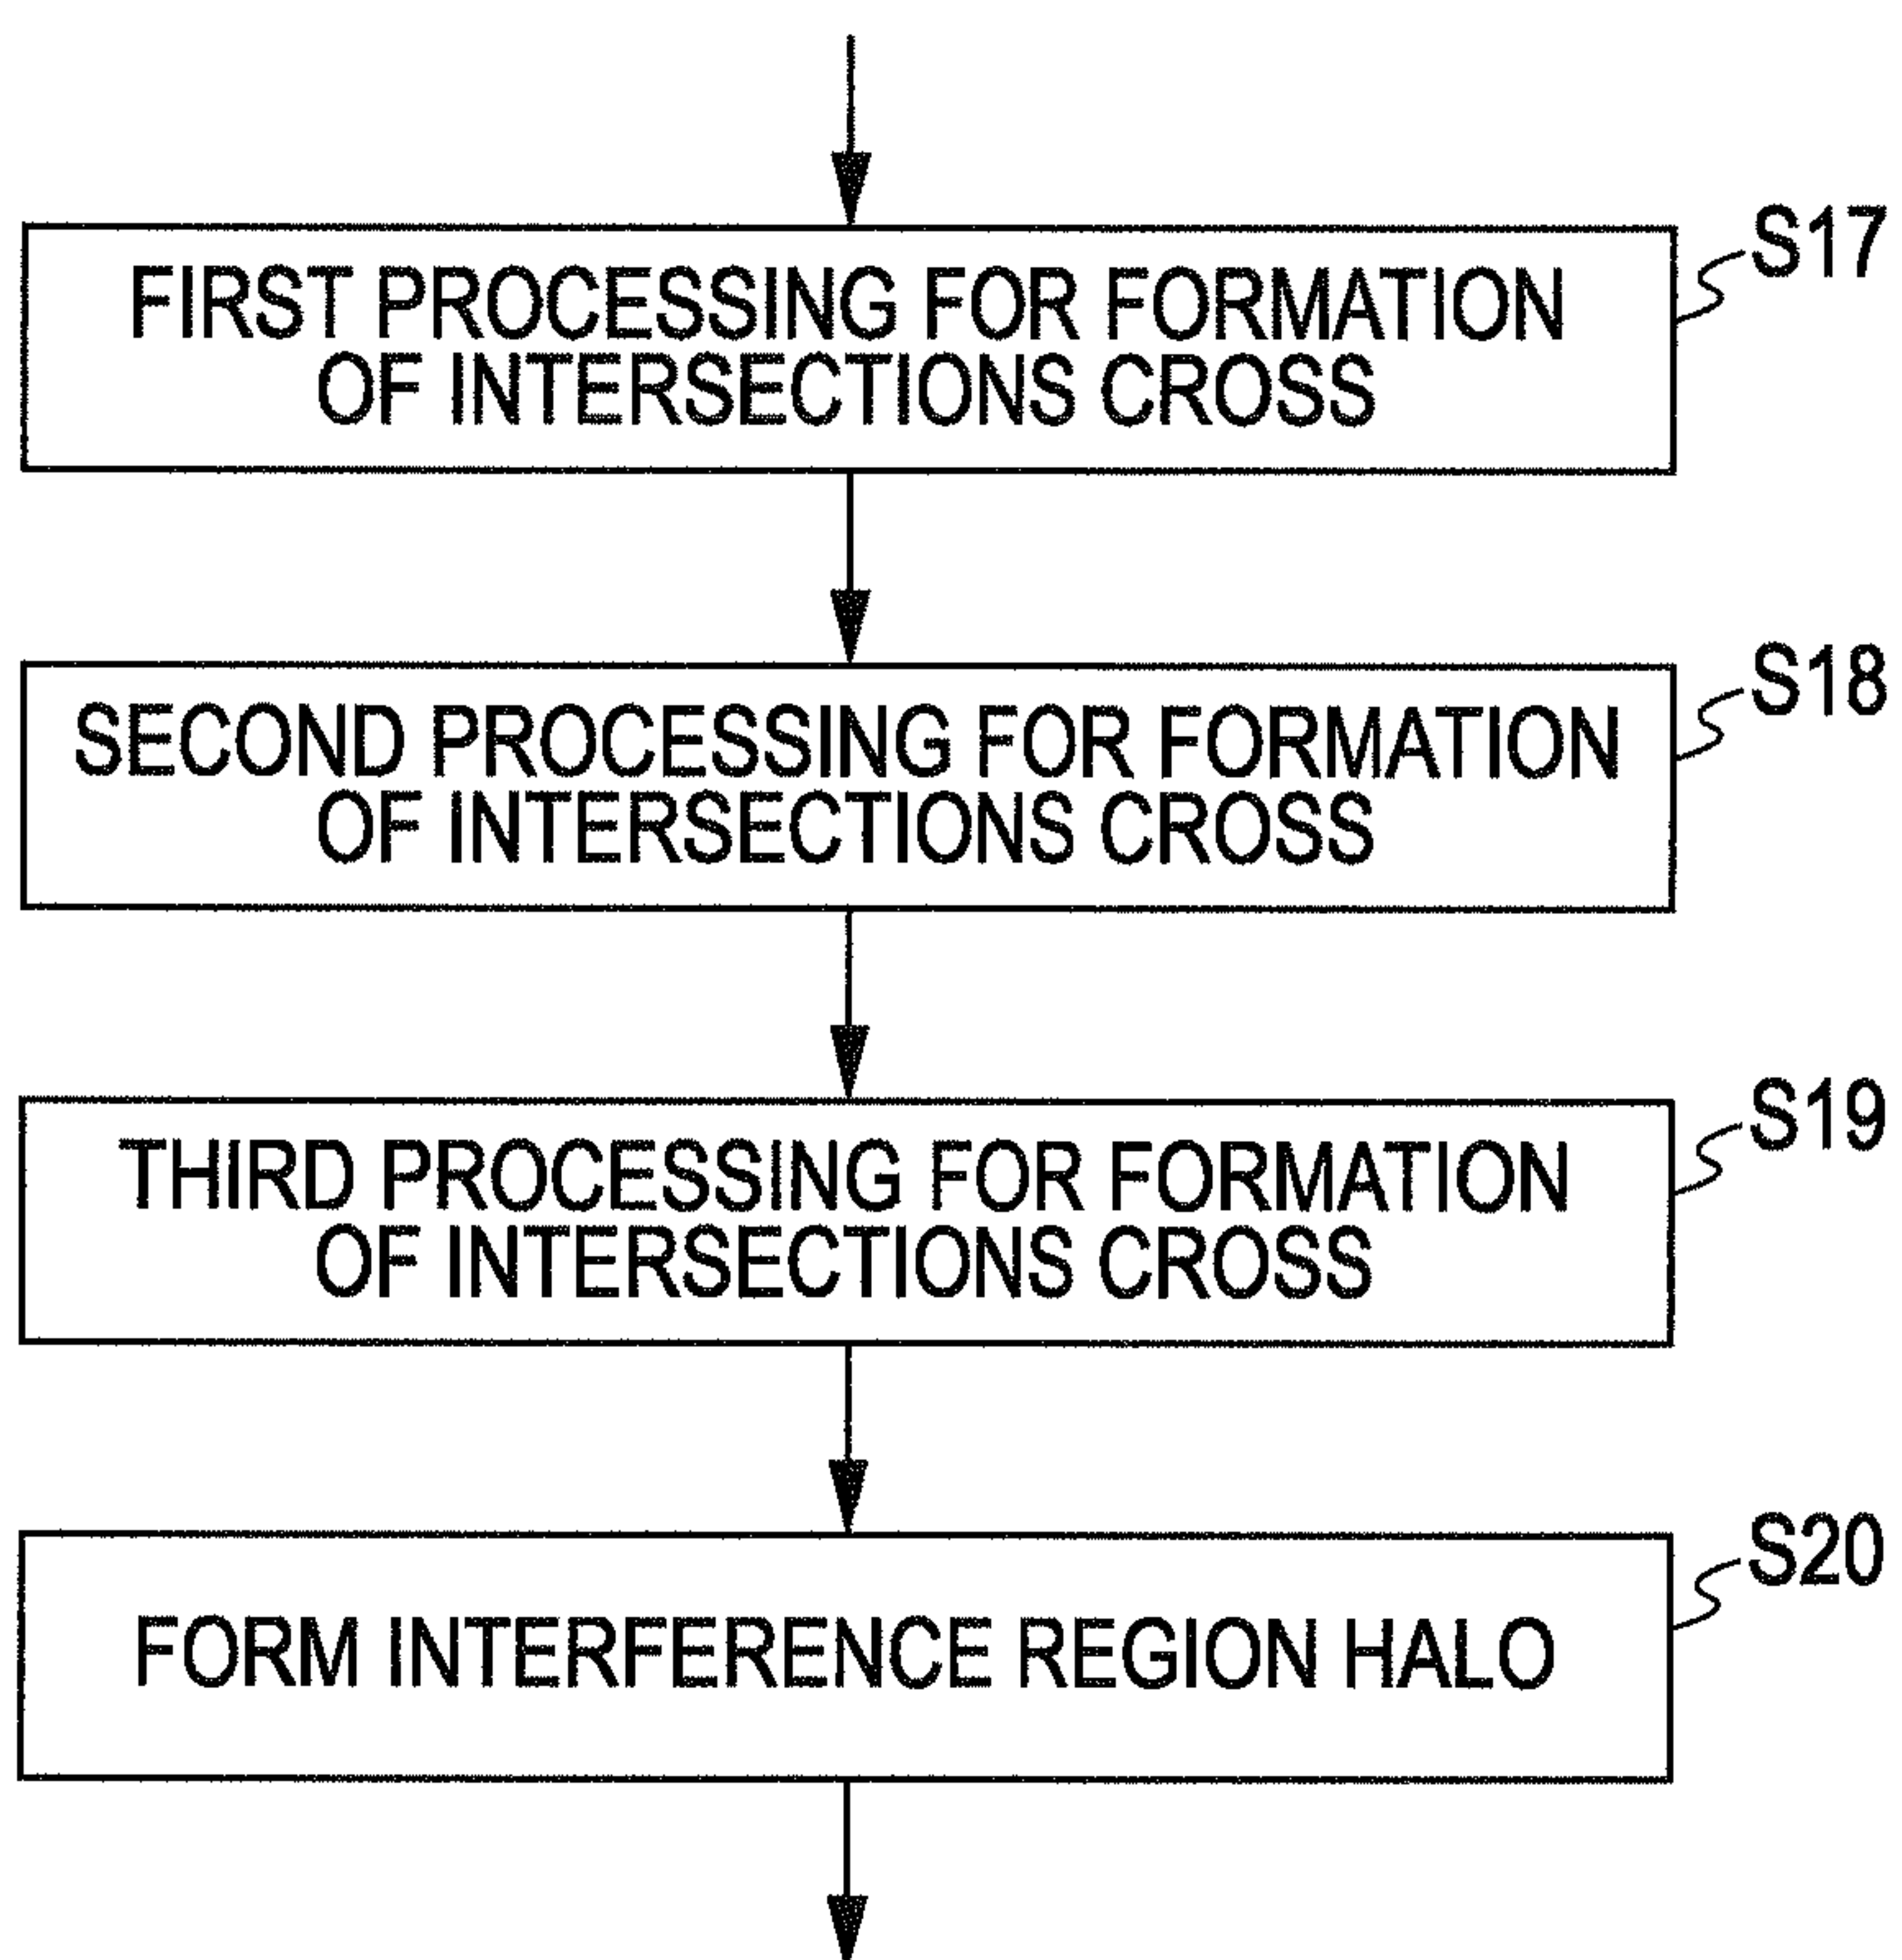 S17
FIRST PROCESSING FOR FORMATION
OF INTERSECTIONS CROSS
S18
SECOND PROCESSING FOR FORMATION
OF INTERSECTIONS CROSS
S19
THIRD PROCESSING FOR FORMATION
OF INTERSECTIONS CROSS
S20
FORM INTERFERENCE REGION HALO